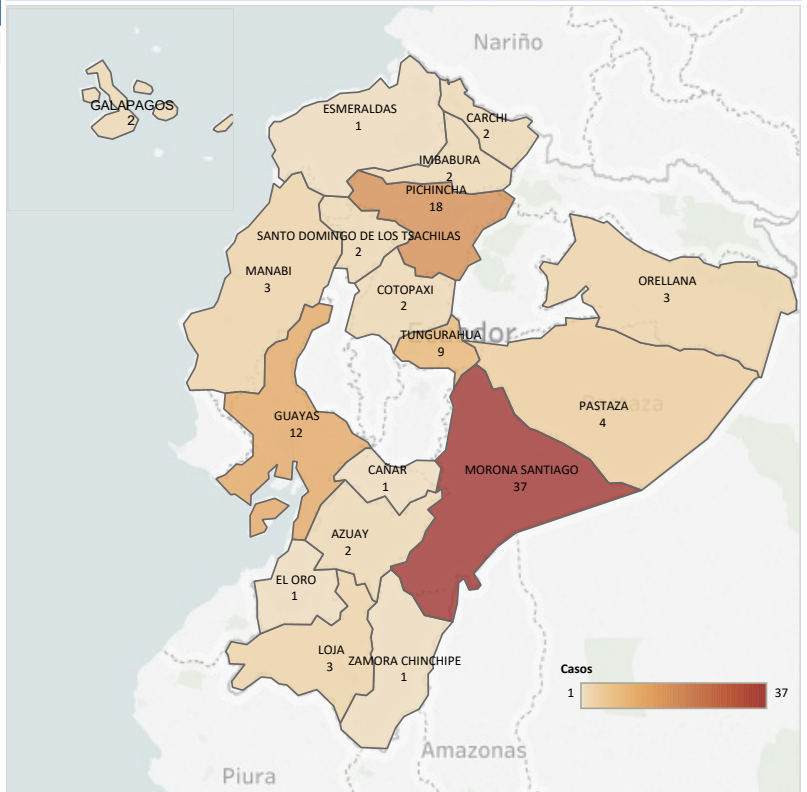 Nariño
GALAPAGOS
2
ESMERALDAS
1
CARCHI
2
IMBABURA
2
PICHINCHA
18
SANTO DOMINGO DE LOS TSACHILAS
2
MANABI
3
COTOPAXI
2
ORELLANA
3
TUNGURAHUA
9
PASTAZA
4
GUAYAS
12
CAÑAR
1
MORONA SANTIAGO
37
AZUAY
2
EL ORO
1
LOJA
3
ZAMORA CHINCHIPE
1
Casos
1
37
Amazonas
Piura